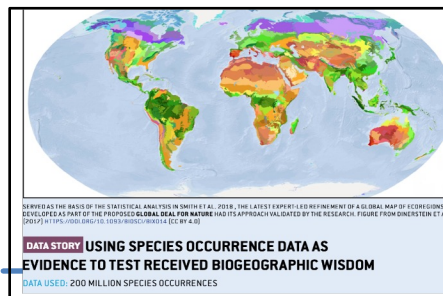 SERVED AS THE BASIS OF THE STATISTICAL ANALYSIS IN SMITH ET AL. 2018, THE LATEST EXPERT-LED REFINEMENT OF A GLOBAL MAP OF ECOREGIONS
DEVELOPED AS PART OF THE PROPOSED GLOBAL DEAL FOR NATURE HAD ITS APPROACH VALIDATED BY THE RESEARCH. FIGURE FROM DINERSTEIN ET A
(2017) HTTPS://DOI.ORG/10.1093/BIOSCI/BIX014 (CC BY 4.0)
DATA STORY USING SPECIES OCCURRENCE DATA AS
EVIDENCE TO TEST RECEIVED BIOGEOGRAPHIC WISDOM
DATA USED: 200 MILLION SPECIES OCCURRENCES